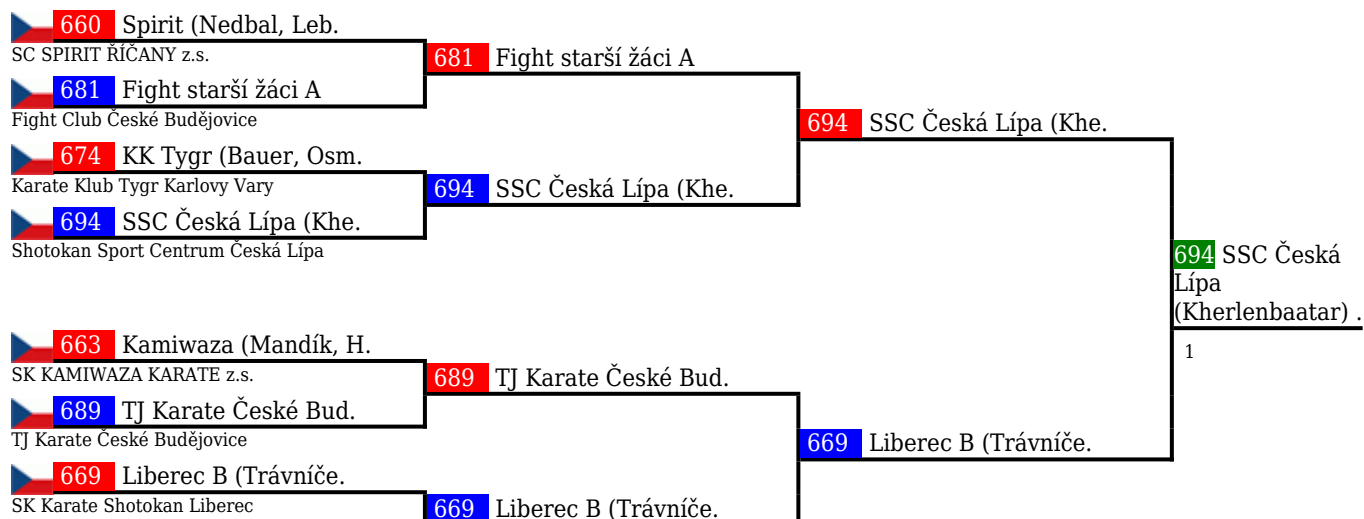 660 Spirit (Nedbal, Leb.
SC SPIRIT ŘÍČANY z.s.
681 Fight starší žáci A
681 Fight starší žáci A
Fight Club České Budějovice
694 SSC Česká Lípa (Khe.
674 KK Tygr (Bauer, Osm.
Karate Klub Tygr Karlovy Vary
694 SSC Česká Lípa (Khe.
694 SSC Česká Lípa (Khe.
Shotokan Sport Centrum Česká Lípa
694 SSC Česká
Lípa
(Kherlenbaatar) .
1
663 Kamiwaza (Mandík, H.
SK KAMIWAZA KARATE z.s.
689 TJ Karate České Bud.
689 TJ Karate České Bud.
TJ Karate České Budějovice
669 Liberec B (Trávníče.
669 Liberec B (Trávníče.
SK Karate Shotokan Liberec
669 Liberec B (Trávníče.